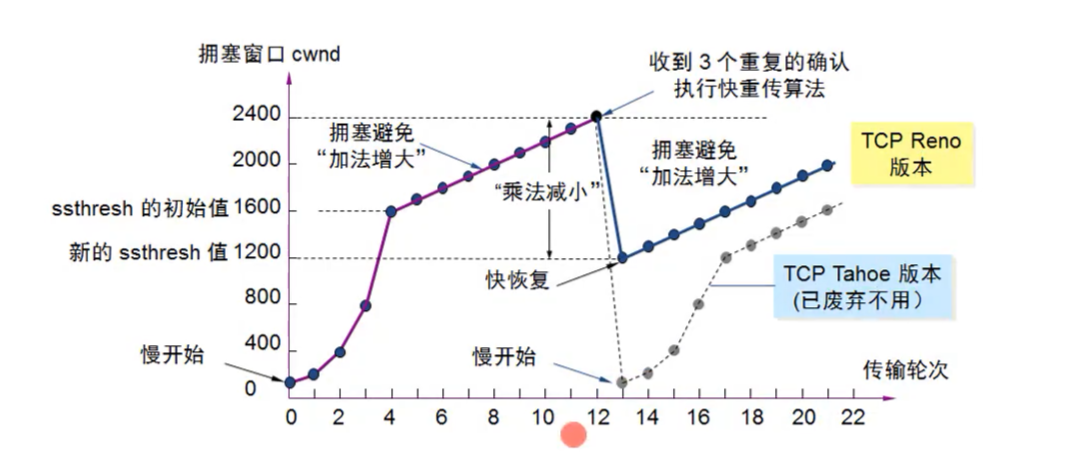 拥塞窗口 cwnd
收到 3 个重复的确认
执行快重传算法
2400
拥塞避免
“加法增大”
TCP Reno
版本
拥塞避免
“加法增大”
2000
“乘法减小”
ssthresh 的初始值 1600
新的 ssthresh 值 1200
快恢复
TCP Tahoe 版本
(已废弃不用）
800
慢开始
400
慢开始
传输轮次
0
0 2 4 6 8 10 12 14 16 18 20 22